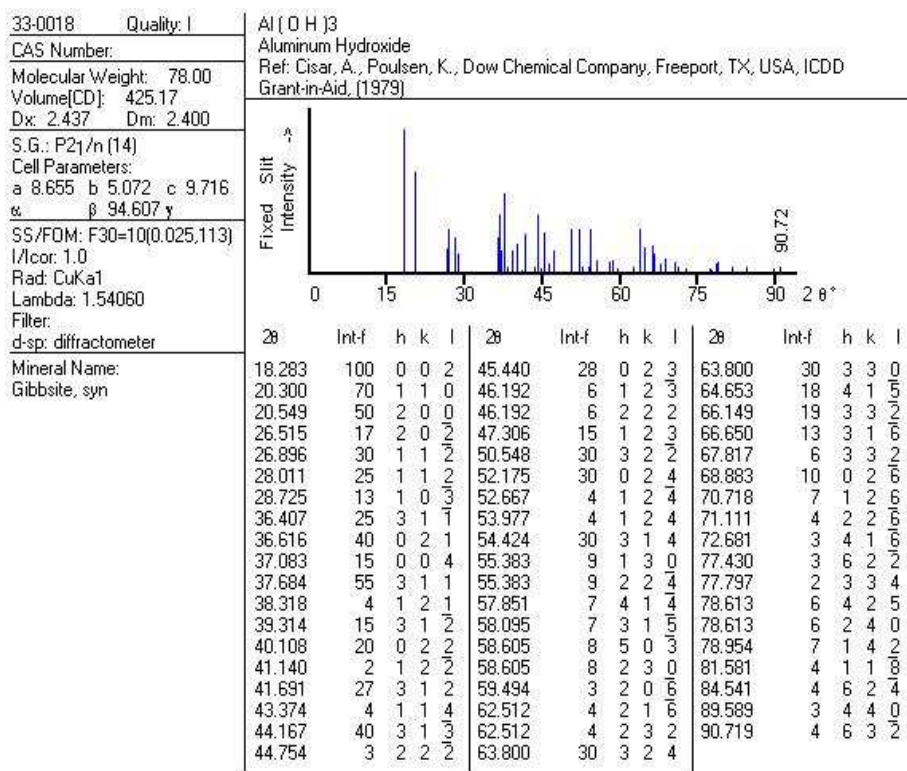 33-0018 Quality: I
CAS Number:
Molecular Weight: 78.00
Volume[CD]: 425.17
Dx: 2.437 Dm: 2.400
S.G.: P21/n (14)
Cell Parameters:
a 8.655 b 5.072 c 9.716
α β 94.607 γ
SS/FOM: F30=10(0.025,113)
I/Icor: 1.0
Rad: CuKa1
Lambda: 1.54060
Filter:
d-sp: diffractometer
Mineral Name:
Gibbsite, syn
Al ( O H )3
Aluminum Hydroxide
Ref: Cisar, A., Poulsen, K., Dow Chemical Company, Freeport, TX, USA, ICDD
Grant-in-Aid, (1979)
Fixed Slit
Intensity ->
90.72
0 15 30 45 60 75 90 2 θ°
2θ Int-f h k l 2θ Int-f h k l 2θ Int-f h k l
18.283 100 0 0 2 45.440 28 0 2 3 63.800 30 3 3 0
20.300 70 1 1 0 46.192 6 1 2 3̅ 64.653 18 4 1 5̅
20.549 50 2 0 0 46.192 6 2 2 2 66.149 19 3 3 2̅
26.515 17 2 0 2̅ 47.306 15 1 2 3 66.650 13 3 1 6̅
26.896 30 1 1 2̅ 50.548 30 3 2 2̅ 67.817 6 3 3 2
28.011 25 1 1 2 52.175 30 0 2 4 68.883 10 0 2 6
28.725 13 1 0 3̅ 52.667 4 1 2 4̅ 70.718 7 1 2 6
36.407 25 3 1 1̅ 53.977 4 1 2 4 71.111 4 2 2 6̅
36.616 40 0 2 1 54.424 30 3 1 4 72.681 3 4 1 6
37.083 15 0 0 4 55.383 9 1 3 0 77.430 3 6 2 2̅
37.684 55 3 1 1 55.383 9 2 2 4̅ 77.797 2 3 3 4
38.318 4 1 2 1 57.851 7 4 1 4̅ 78.613 6 4 2 5
39.314 15 3 1 2̅ 58.095 7 3 1 5̅ 78.613 6 2 4 0
40.108 20 0 2 2 58.605 8 5 0 3̅ 78.954 7 1 4 2̅
41.140 2 1 2 2̅ 58.605 8 2 3 0 81.581 4 1 1 8̅
41.691 27 3 1 2 59.494 3 2 0 6̅ 84.541 4 6 2 4̅
43.374 4 1 1 4 62.512 4 2 1 6 89.589 3 4 4 0
44.167 40 3 1 3̅ 62.512 4 2 3 2 90.719 4 6 3 2̅
44.754 3 2 2 2̅ 63.800 30 3 2 4